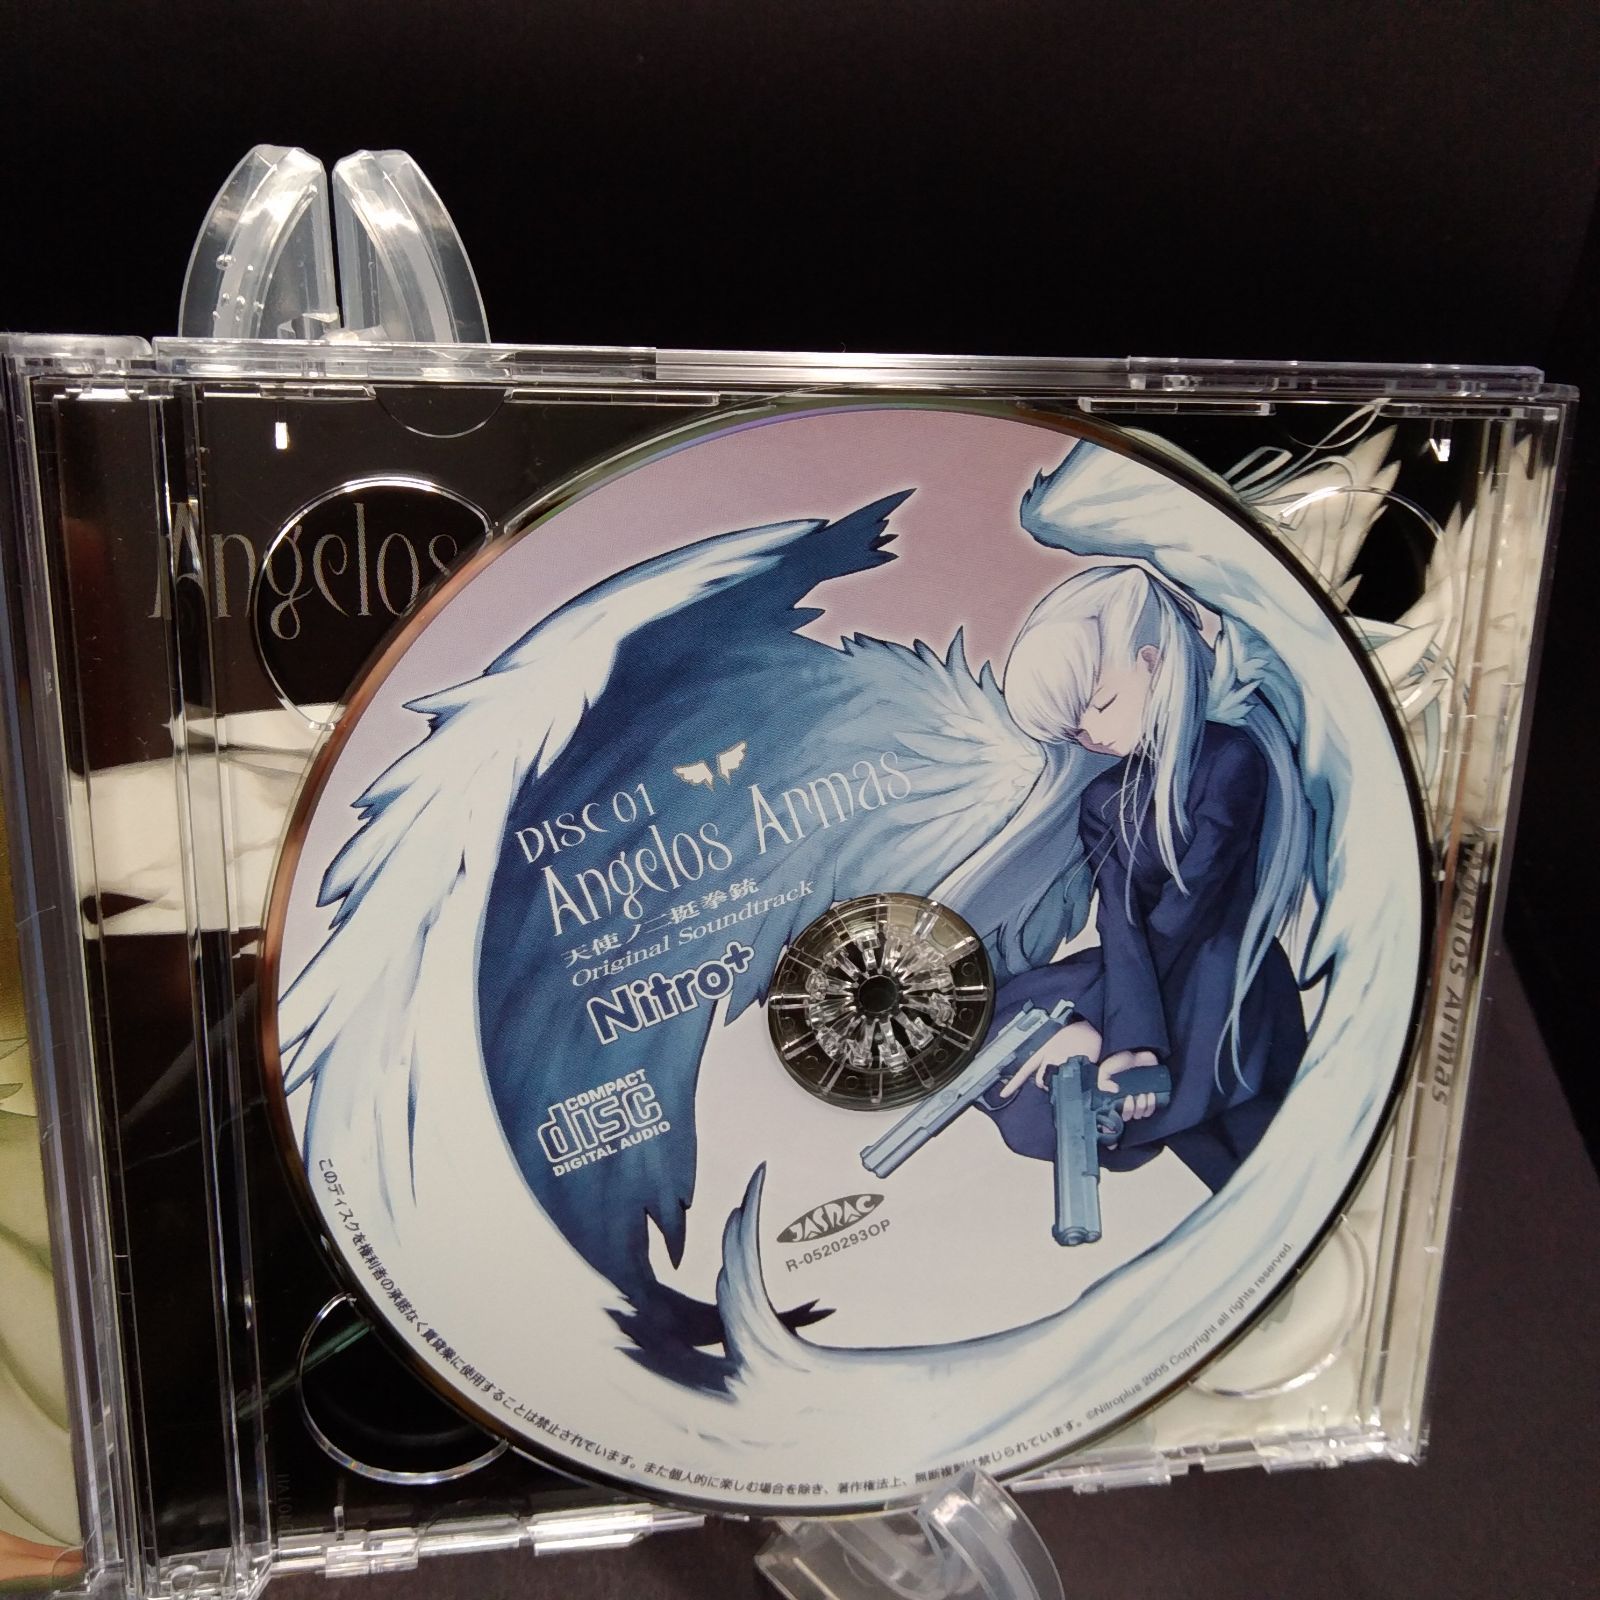 Angelos
DISC 01
Angelos Armas
天使ノ二挺拳銃
Original Soundtrack
Nitro+
COMPACT
disc
DIGITAL AUDIO
JASRAC
R-0520293OP
このディスクを権利者の承諾なく賃貸業に使用することは禁止されています。また個人的に楽しむ場合を除き、著作権法上、無断複製は禁じられています。©Nitroplus 2005 Copyright all rights reserved.
Angelos Armas